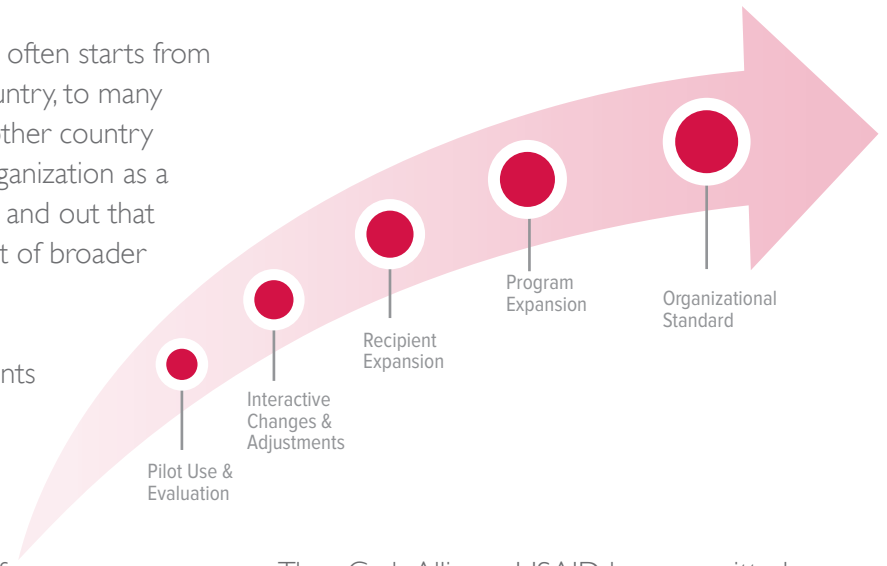 often starts from
untry, to many
other country
ganization as a
and out that
t of broader
nts
Pilot Use &
Evaluation
Interactive
Changes &
Adjustments
Recipient
Expansion
Program
Expansion
Organizational
Standard